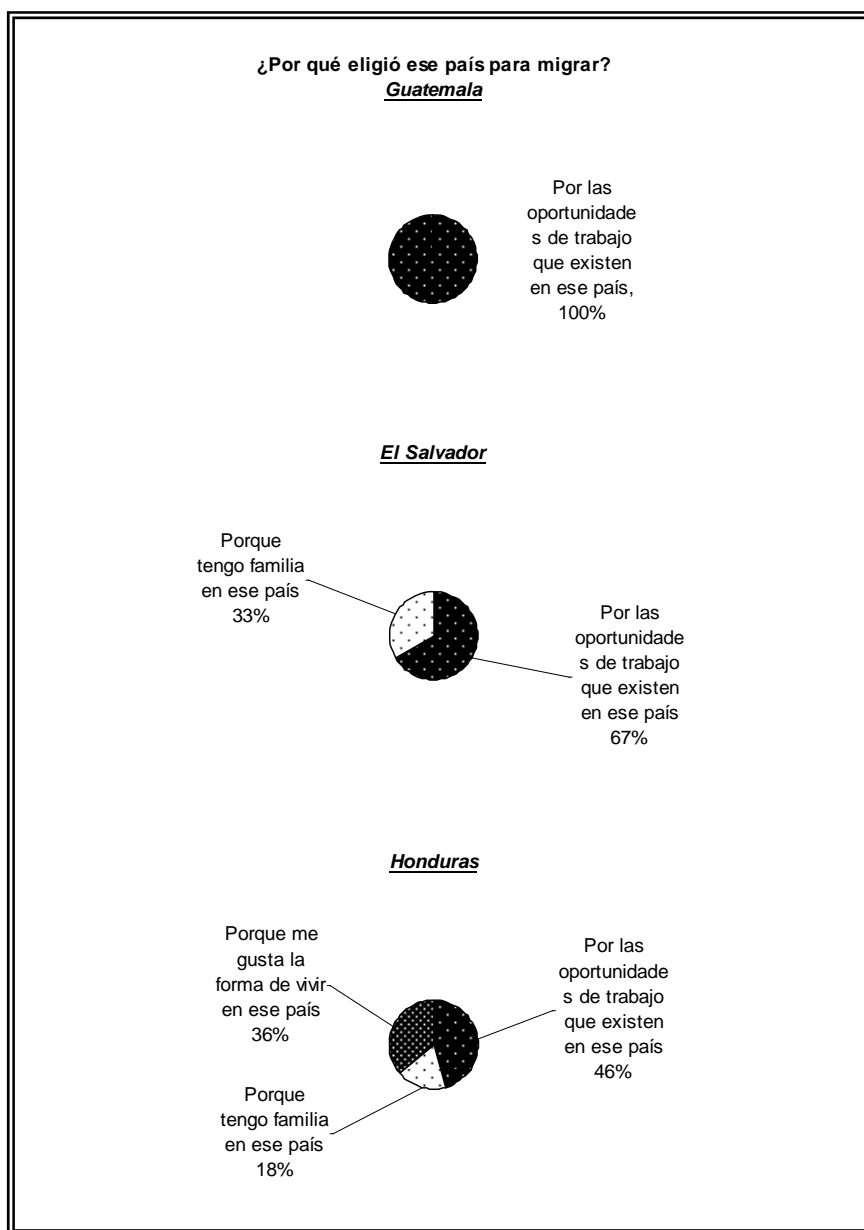 ¿Por qué eligió ese país para migrar?
Guatemala
Por las
oportunidade
s de trabajo
que existen
en ese país,
100%
El Salvador
Porque
tengo familia
en ese país
33%
Por las
oportunidade
s de trabajo
que existen
en ese país
67%
Honduras
Porque me
gusta la
forma de vivir
en ese país
36%
Por las
oportunidade
s de trabajo
que existen
en ese país
46%
Porque
tengo familia
en ese país
18%